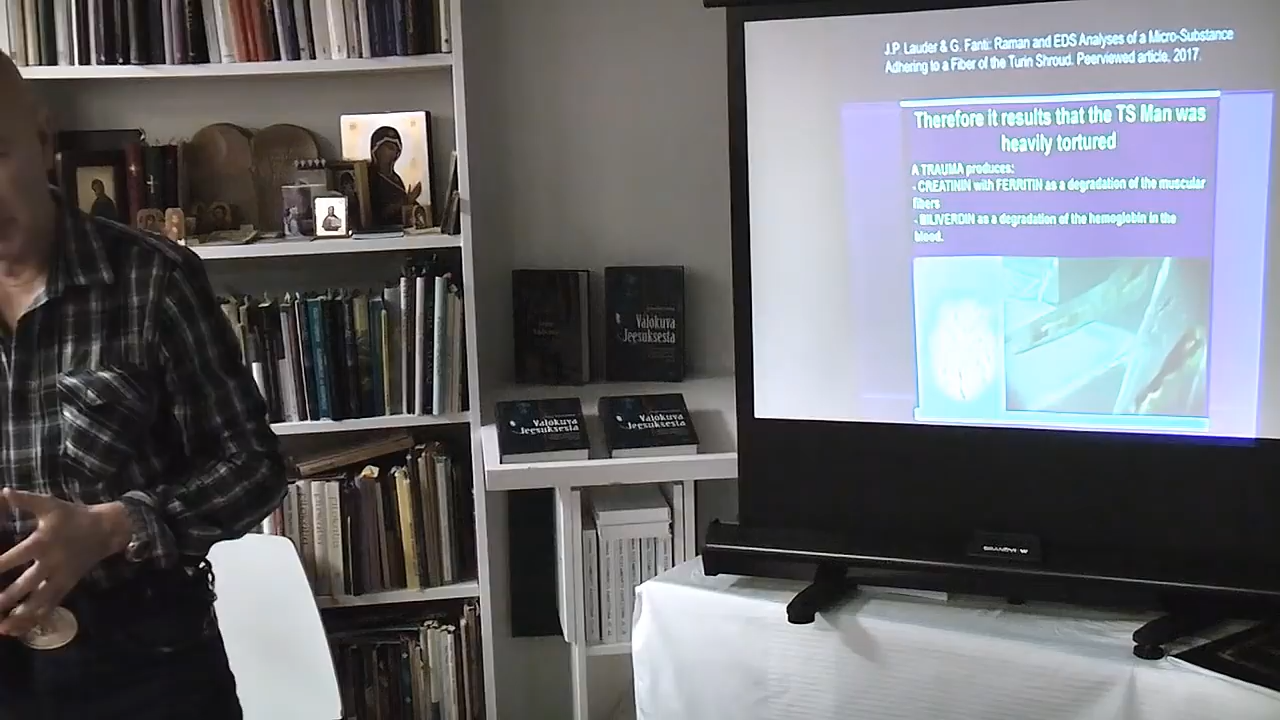 J.P. Lauder & G. Fanti: Raman and EDS Analyses of a Micro-Substance
Adhering to a Fiber of the Turin Shroud. Peerviewed article, 2017.
Therefore it results that the TS Man was
heavily tortured
A TRAUMA produces:
- CREATININ with FERRITIN as a degradation of the muscular
fibers
- BILIVERDIN as a degradation of the hemoglobin in the
blood.
Valokuva
Jeesuksesta
Valokuva
Jeesuksesta
Valokuva
Jeesuksesta
GRANDVIEW